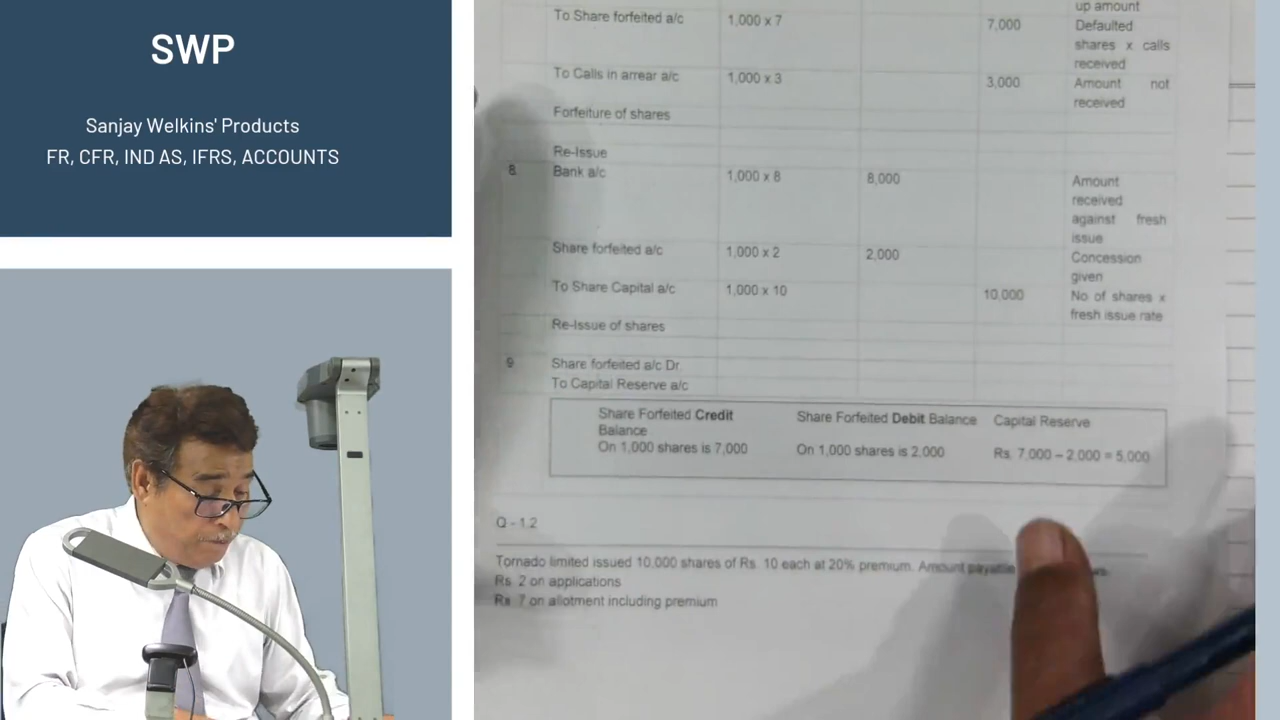 SWP
Sanjay Welkins' Products
FR, CFR, IND AS, IFRS, ACCOUNTS
up amount
To Share forfeited a/c 1,000 x 7 7,000 Defaulted
shares x calls
received
To Calls in arrear a/c 1,000 x 3 3,000 Amount not
received
Forfeiture of shares
Re-Issue
8 Bank a/c 1,000 x 8 8,000 Amount
received
against fresh
issue
Share forfeited a/c 1,000 x 2 2,000 Concession
given
To Share Capital a/c 1,000 x 10 10,000 No of shares x
fresh issue rate
Re-Issue of shares
9 Share forfeited a/c Dr.
To Capital Reserve a/c
Share Forfeited Credit Share Forfeited Debit Balance Capital Reserve
Balance
On 1,000 shares is 7,000 On 1,000 shares is 2,000 Rs. 7,000 – 2,000 = 5,000
Q - 1.2
Tornado limited issued 10,000 shares of Rs. 10 each at 20% premium. Amount payable
Rs. 2 on applications
Rs. 7 on allotment including premium